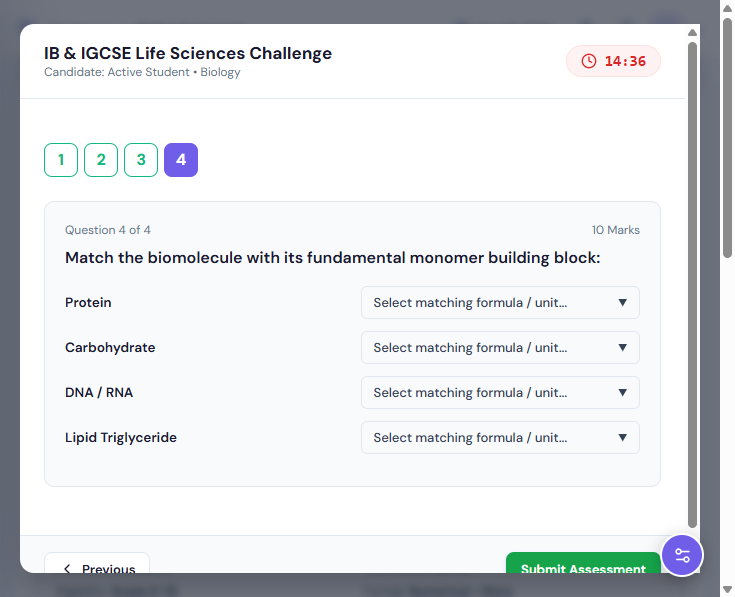 IB & IGCSE Life Sciences Challenge
Candidate: Active Student • Biology
14:36
1 2 3 4
Question 4 of 4 10 Marks
Match the biomolecule with its fundamental monomer building block:
Protein Select matching formula / unit...
Carbohydrate Select matching formula / unit...
DNA / RNA Select matching formula / unit...
Lipid Triglyceride Select matching formula / unit...
Previous Submit Assessment